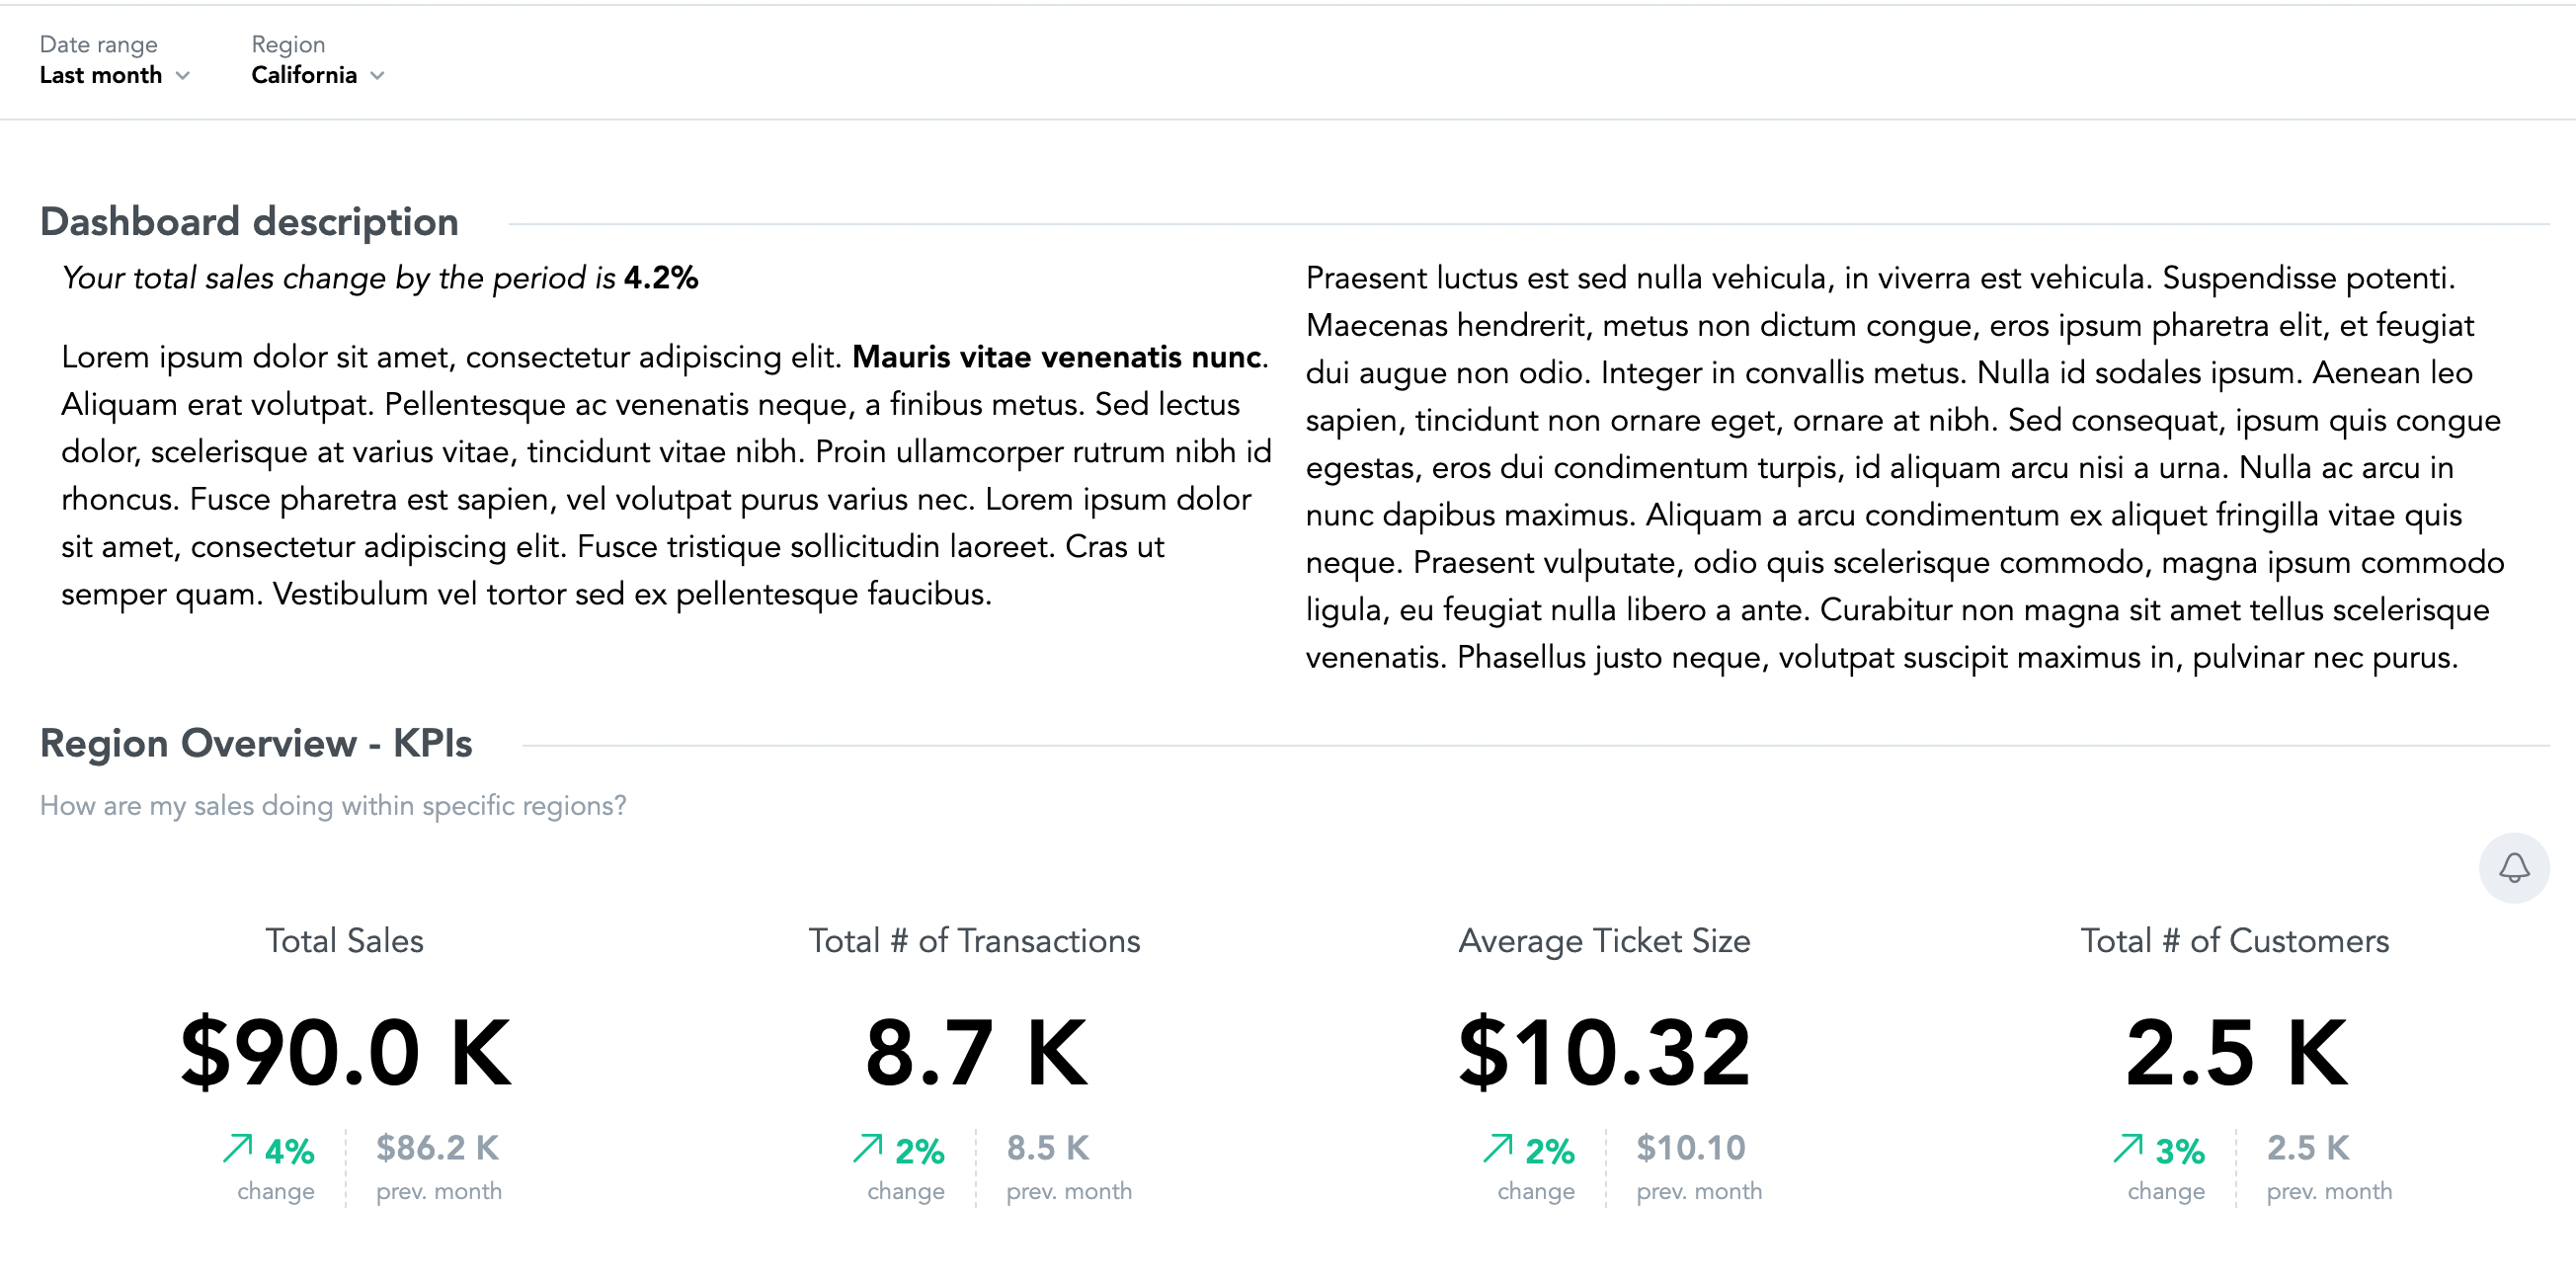 Date range
Last month
Region
California
Dashboard description
Your total sales change by the period is 4.2%
Lorem ipsum dolor sit amet, consectetur adipiscing elit. Mauris vitae venenatis nunc.
Aliquam erat volutpat. Pellentesque ac venenatis neque, a finibus metus. Sed lectus
dolor, scelerisque at varius vitae, tincidunt vitae nibh. Proin ullamcorper rutrum nibh id
rhoncus. Fusce pharetra est sapien, vel volutpat purus varius nec. Lorem ipsum dolor
sit amet, consectetur adipiscing elit. Fusce tristique sollicitudin laoreet. Cras ut
semper quam. Vestibulum vel tortor sed ex pellentesque faucibus.
Praesent luctus est sed nulla vehicula, in viverra est vehicula. Suspendisse potenti.
Maecenas hendrerit, metus non dictum congue, eros ipsum pharetra elit, et feugiat
dui augue non odio. Integer in convallis metus. Nulla id sodales ipsum. Aenean leo
sapien, tincidunt non ornare eget, ornare at nibh. Sed consequat, ipsum quis congue
egestas, eros dui condimentum turpis, id aliquam arcu nisi a urna. Nulla ac arcu in
nunc dapibus maximus. Aliquam a arcu condimentum ex aliquet fringilla vitae quis
neque. Praesent vulputate, odio quis scelerisque commodo, magna ipsum commodo
ligula, eu feugiat nulla libero a ante. Curabitur non magna sit amet tellus scelerisque
venenatis. Phasellus justo neque, volutpat suscipit maximus in, pulvinar nec purus.
Region Overview - KPIs
How are my sales doing within specific regions?
Total Sales
$90.0 K
4%
change
$86.2 K
prev. month
Total # of Transactions
8.7 K
2%
change
8.5 K
prev. month
Average Ticket Size
$10.32
2%
change
$10.10
prev. month
Total # of Customers
2.5 K
3%
change
2.5 K
prev. month